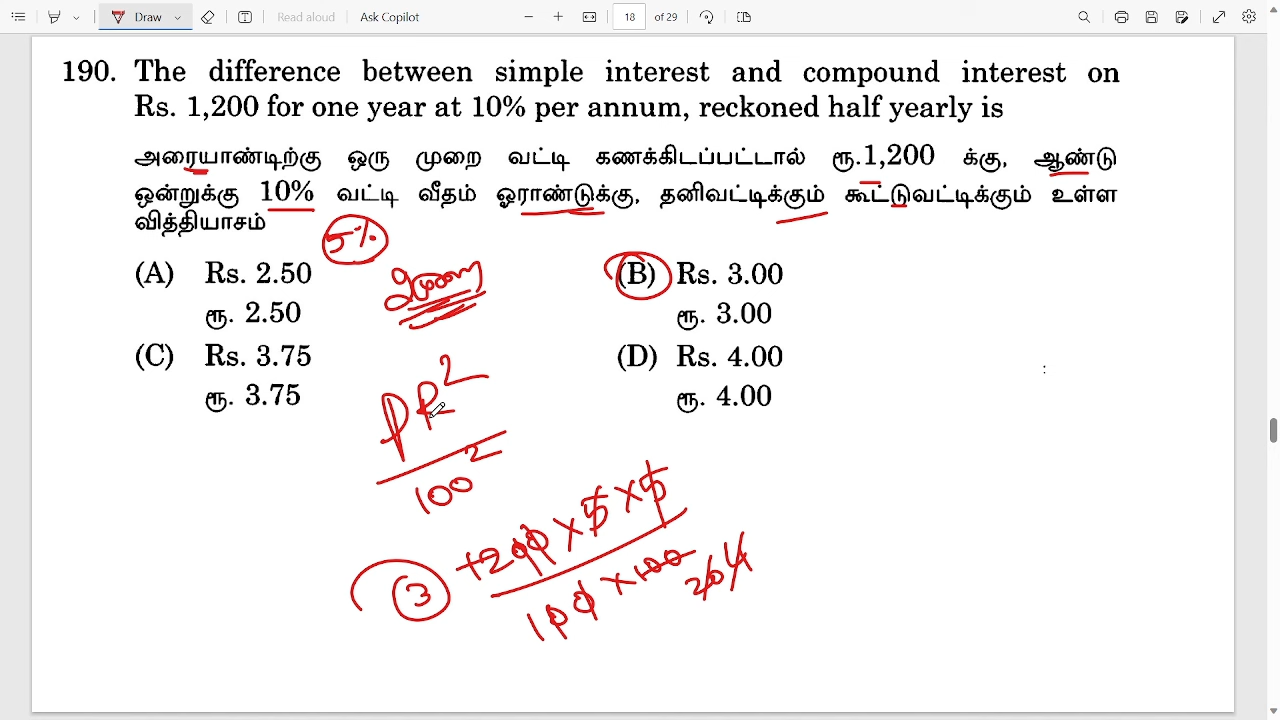 Draw
Read aloud
Ask Copilot
18 of 29
190. The difference between simple interest and compound interest on
Rs. 1,200 for one year at 10% per annum, reckoned half yearly is
அரையாண்டிற்கு ஒரு முறை வட்டி கணக்கிடப்பட்டால் ரூ.1,200 க்கு, ஆண்டு
ஒன்றுக்கு 10% வட்டி வீதம் ஓராண்டுக்கு, தனிவட்டிக்கும் கூட்டுவட்டிக்கும் உள்ள
வித்தியாசம்
5%
(A) Rs. 2.50
ரூ. 2.50
(B) Rs. 3.00
ரூ. 3.00
(C) Rs. 3.75
ரூ. 3.75
(D) Rs. 4.00
ரூ. 4.00
PR2
1002
1200 × 5 × 5
100 × 100 20 4
3